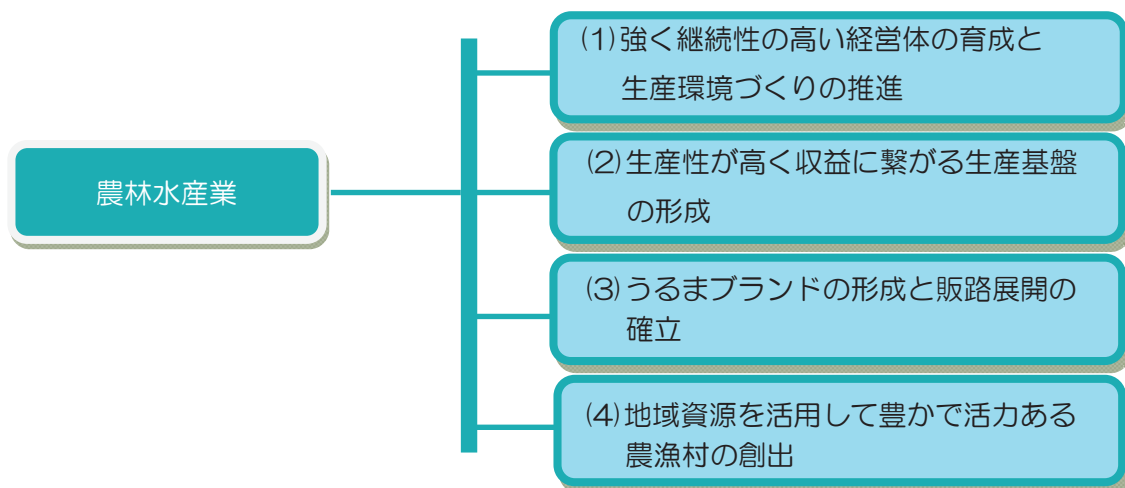 農林水産業
(1)強く継続性の高い経営体の育成と
生産環境づくりの推進
(2)生産性が高く収益に繋がる生産基盤
の形成
(3)うるまブランドの形成と販路展開の
確立
(4)地域資源を活用して豊かで活力ある
農漁村の創出